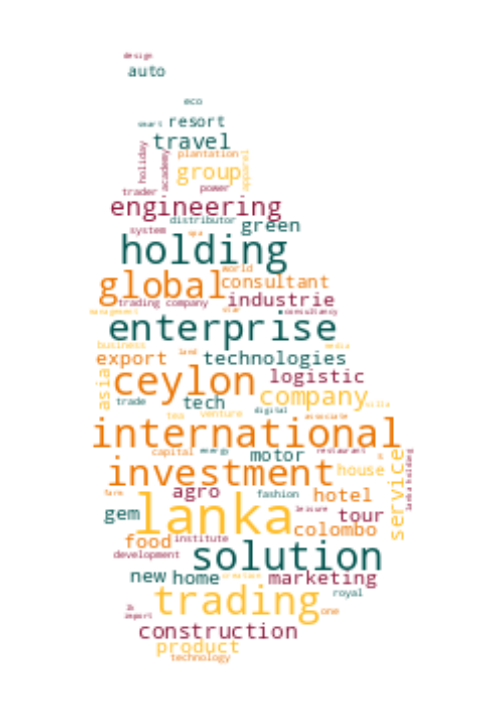 design
auto
eco
smart resort
travel
holiday academy plantation apparel
group
trader power
engineering
distributor green
system spa
holding
world
global consultant
trading company industrie
management star consultancy
enterprise
business media
export land technologies
asia ceylon logistic
trade tech company villa
tea venture digital associate
international
capital energy motor restaurant
investment house service lanka holding
farm agro fashion hotel
gem lanka leisure tour
colombo
food institute
development solution
new home creation marketing
royal
trading one
lb
import
construction
product
technology